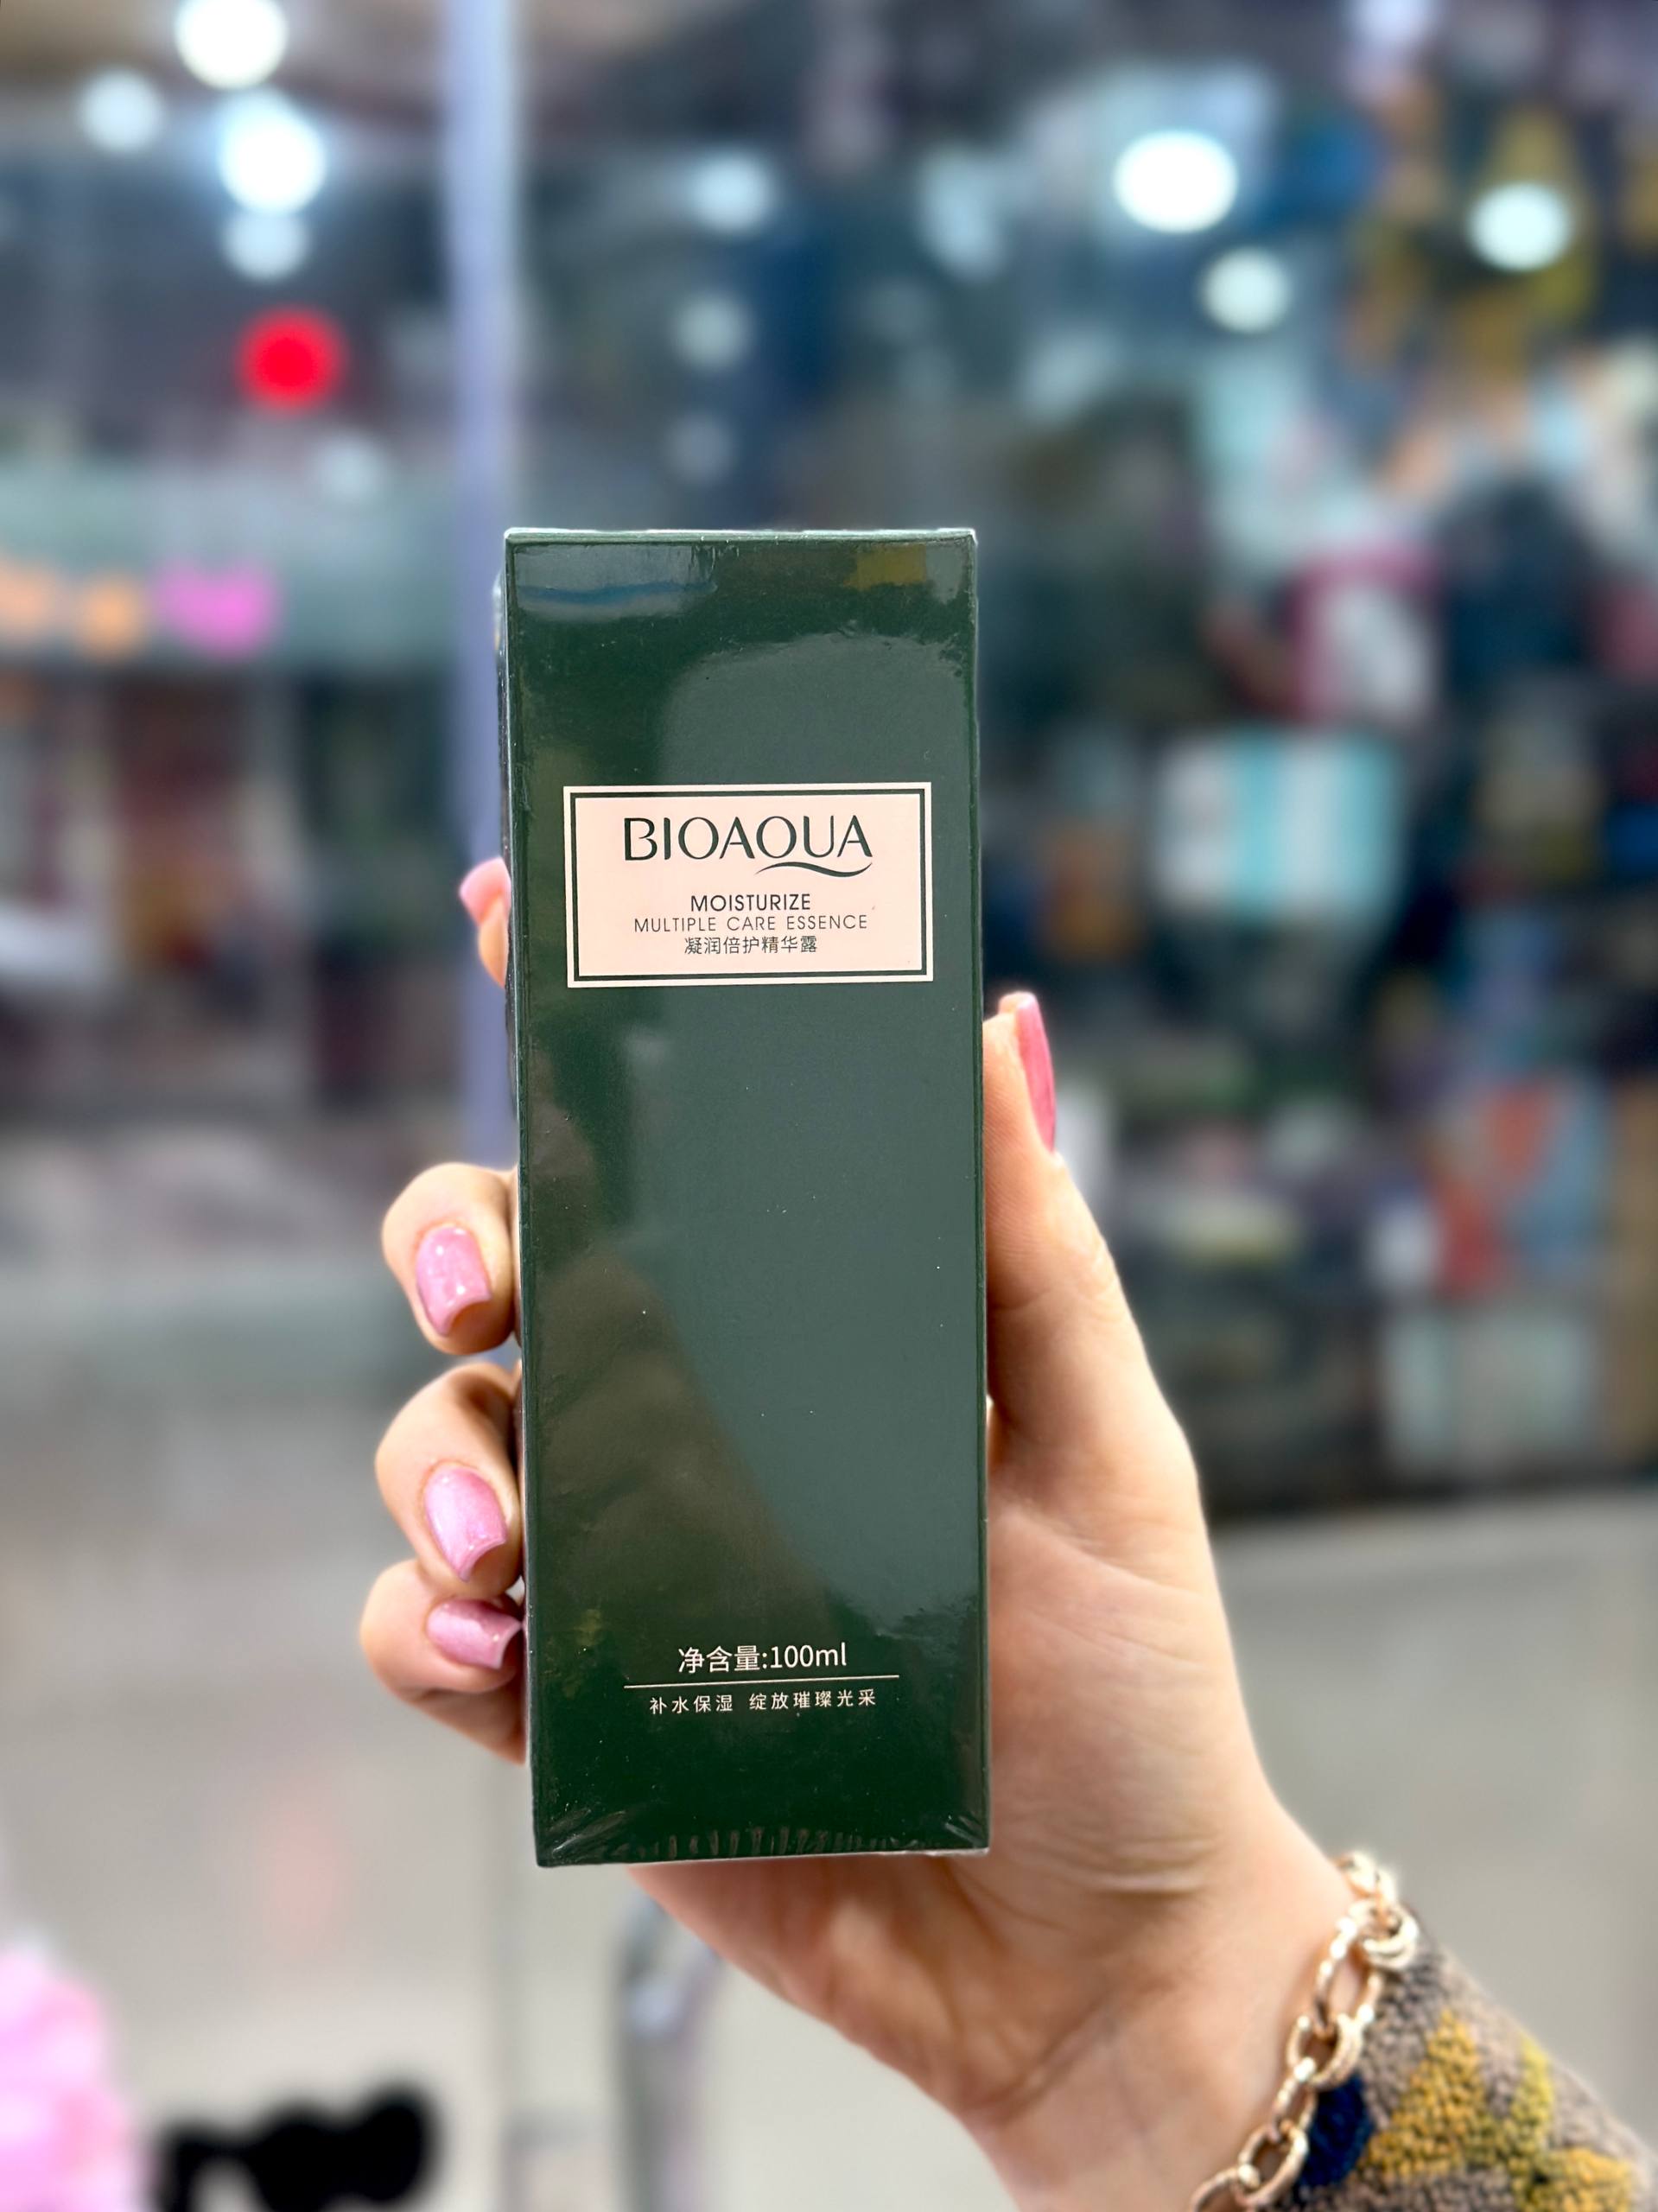 BIOAQUA
MOISTURIZE
MULTIPLE CARE ESSENCE
凝润倍护精华露
净含量:100ml
补水保湿 绽放璀璨光采